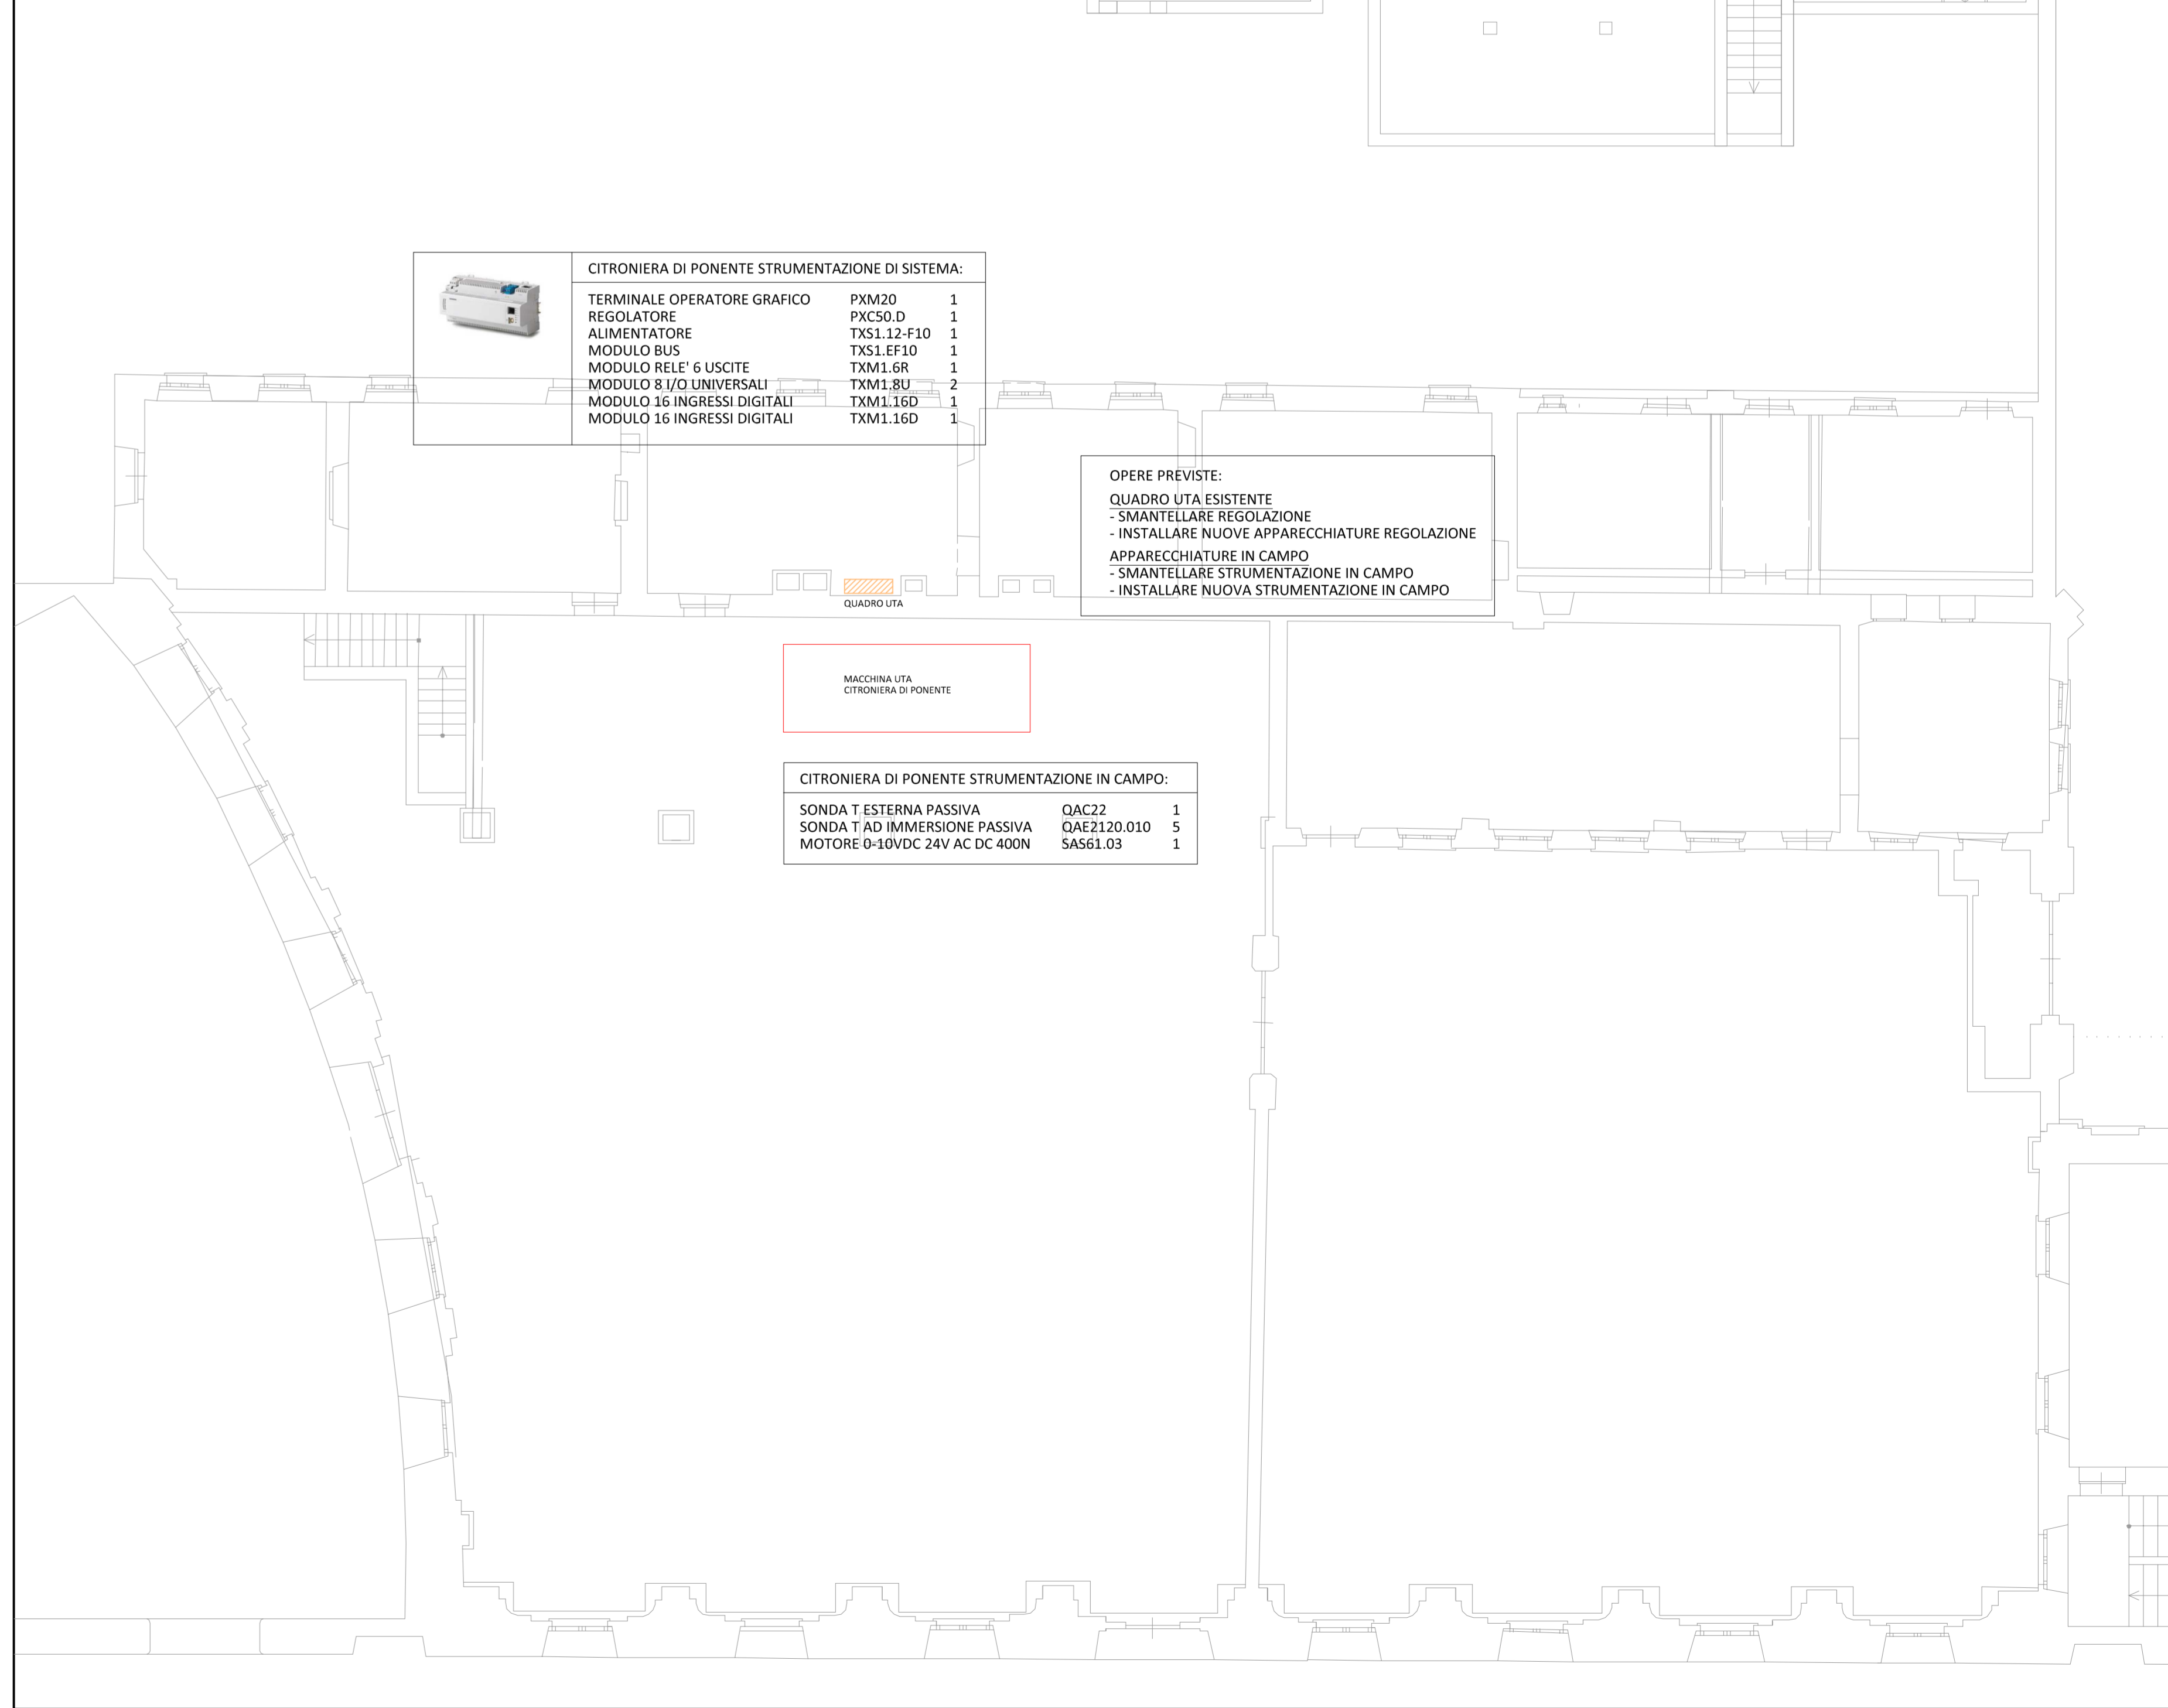 CITRONIERA DI PONENTE STRUMENTAZIONE DI SISTEMA:
TERMINALE OPERATORE GRAFICO PXM20 1
REGOLATORE PXC50.D 1
ALIMENTATORE TXS1.12-F10 1
MODULO BUS TXS1.EF10 1
MODULO RELE' 6 USCITE TXM1.6R 1
MODULO 8 I/O UNIVERSALI TXM1.8U 2
MODULO 16 INGRESSI DIGITALI TXM1.16D 1
MODULO 16 INGRESSI DIGITALI TXM1.16D 1
OPERE PREVISTE:
QUADRO UTA ESISTENTE
- SMANTELLARE REGOLAZIONE
- INSTALLARE NUOVE APPARECCHIATURE REGOLAZIONE
APPARECCHIATURE IN CAMPO
- SMANTELLARE STRUMENTAZIONE IN CAMPO
- INSTALLARE NUOVA STRUMENTAZIONE IN CAMPO
QUADRO UTA
MACCHINA UTA
CITRONIERA DI PONENTE
CITRONIERA DI PONENTE STRUMENTAZIONE IN CAMPO:
SONDA T ESTERNA PASSIVA QAC22 1
SONDA T AD IMMERSIONE PASSIVA QAE2120.010 5
MOTORE 0-10VDC 24V AC DC 400N SAS61.03 1